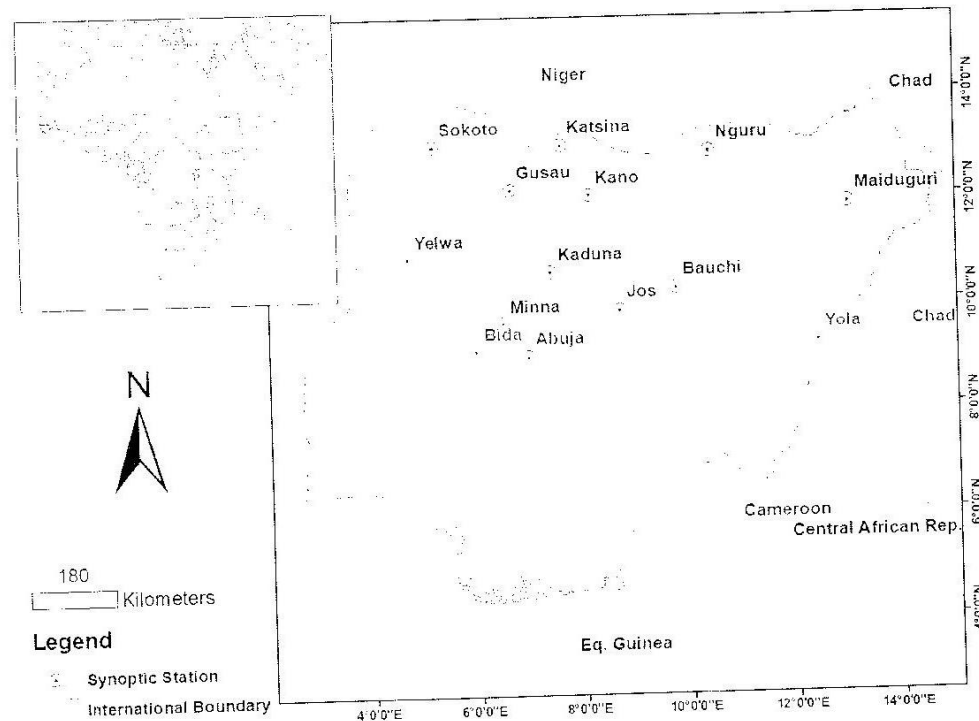 Niger
Chad
Sokoto
Katsina
Nguru
Gusau
Kano
Maiduguri
Yelwa
Kaduna
Bauchi
Jos
Minna
Yola
Chad
Bida
Abuja
N
Cameroon
Central African Rep.
180
Kilometers
Eq. Guinea
Legend
Synoptic Station
International Boundary
14°0'0"N
12°0'0"N
10°0'0"N
8°0'0"N
6°0'0"N
4°0'0"N
4°0'0"E
6°0'0"E
8°0'0"E
10°0'0"E
12°0'0"E
14°0'0"E